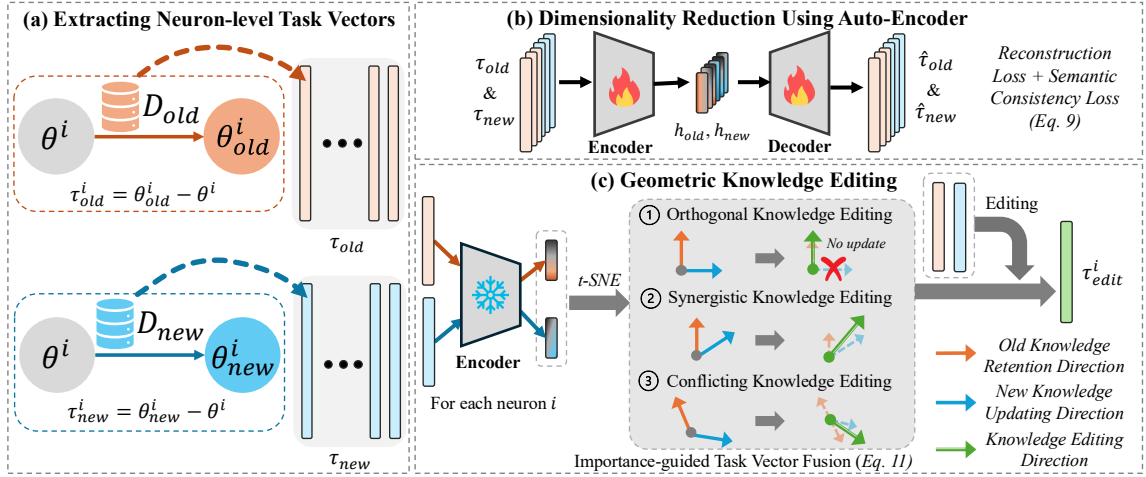 (a) Extracting Neuron-level Task Vectors
θ^i
D_old
θ^i_old
τ^i_old = θ^i_old − θ^i
τ_old
θ^i
D_new
θ^i_new
τ^i_new = θ^i_new − θ^i
τ_new
(b) Dimensionality Reduction Using Auto-Encoder
τ_old
&
τ_new
Encoder
h_old, h_new
Decoder
τ̂_old
&
τ̂_new
Reconstruction
Loss + Semantic
Consistency Loss
(Eq. 9)
(c) Geometric Knowledge Editing
Encoder
For each neuron i
t-SNE
1 Orthogonal Knowledge Editing
No update
2 Synergistic Knowledge Editing
3 Conflicting Knowledge Editing
Importance-guided Task Vector Fusion (Eq. 11)
Editing
τ^i_edit
Old Knowledge
Retention Direction
New Knowledge
Updating Direction
Knowledge Editing
Direction